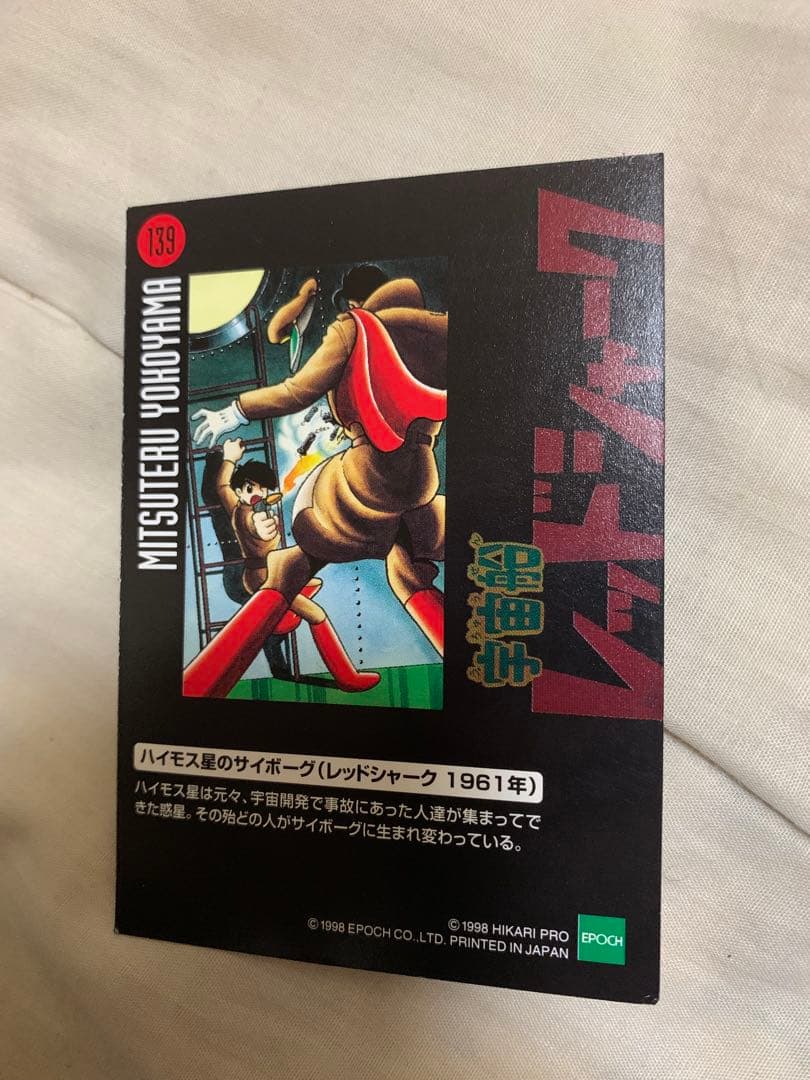 139
MITSUTERU YOKOYAMA
宇宙船
レッドシャーク
ハイモス星のサイボーグ(レッドシャーク 1961年)
ハイモス星は元々、宇宙開発で事故にあった人達が集まってで
きた惑星。その殆どの人がサイボーグに生まれ変わっている。
©1998 HIKARI PRO
©1998 EPOCH CO.,LTD. PRINTED IN JAPAN
EPOCH